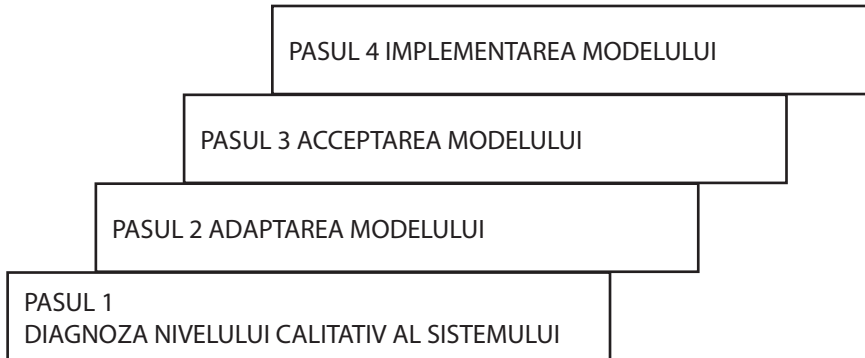 PASUL 4 IMPLEMENTAREA MODELULUI
PASUL 3 ACCEPTAREA MODELULUI
PASUL 2 ADAPTAREA MODELULUI
PASUL 1
DIAGNOZA NIVELULUI CALITATIV AL SISTEMULUI